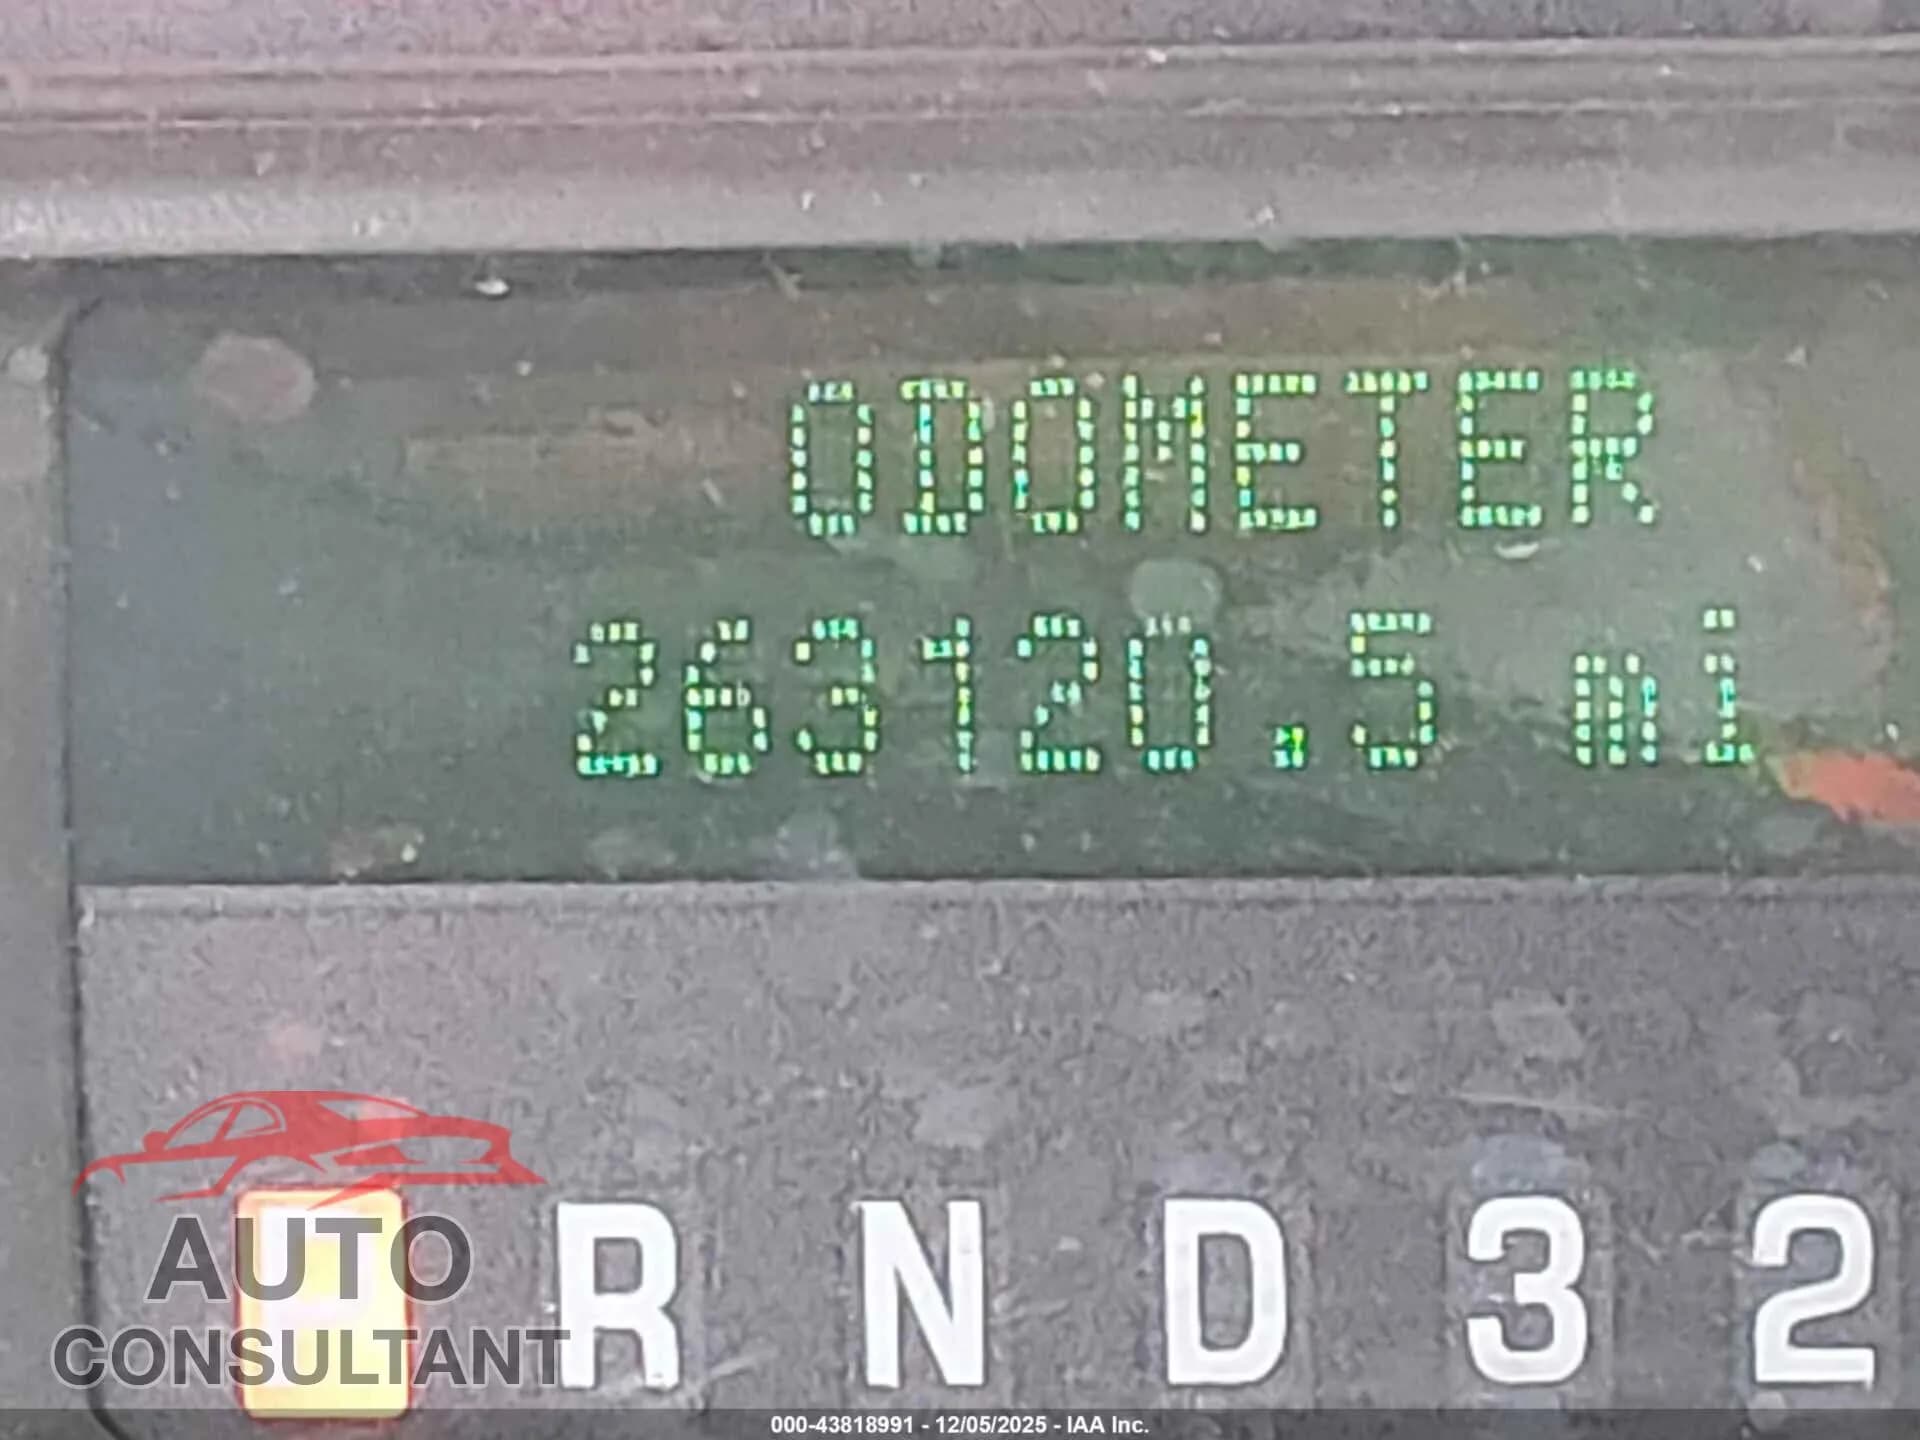 ODOMETER
263120.5 mi
P R N D 3 2
AUTO
CONSULTANT
000-43818991 - 12/05/2025 - IAA Inc.